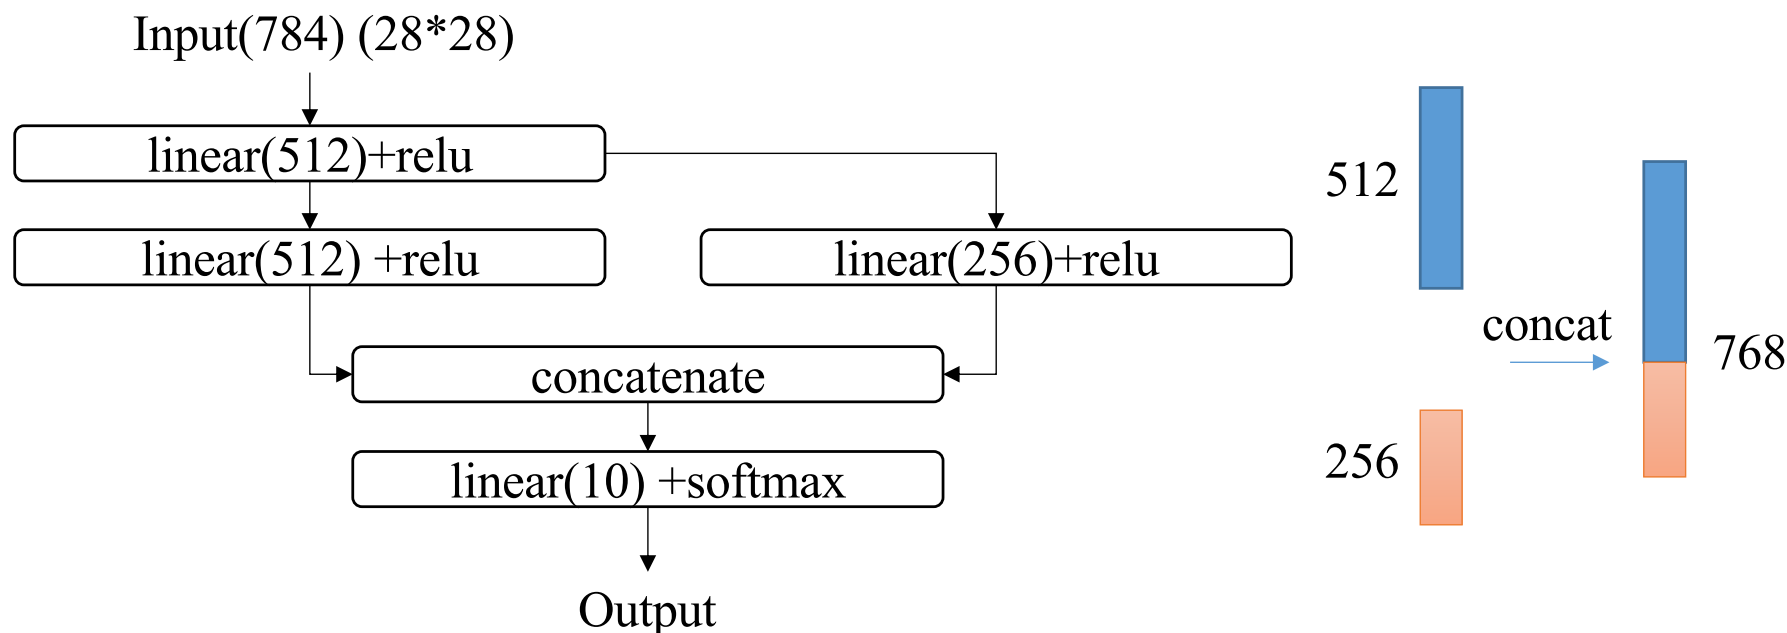 Input(784) (28*28)
linear(512)+relu
linear(512) +relu
linear(256)+relu
concatenate
linear(10) +softmax
Output
512
256
concat
768